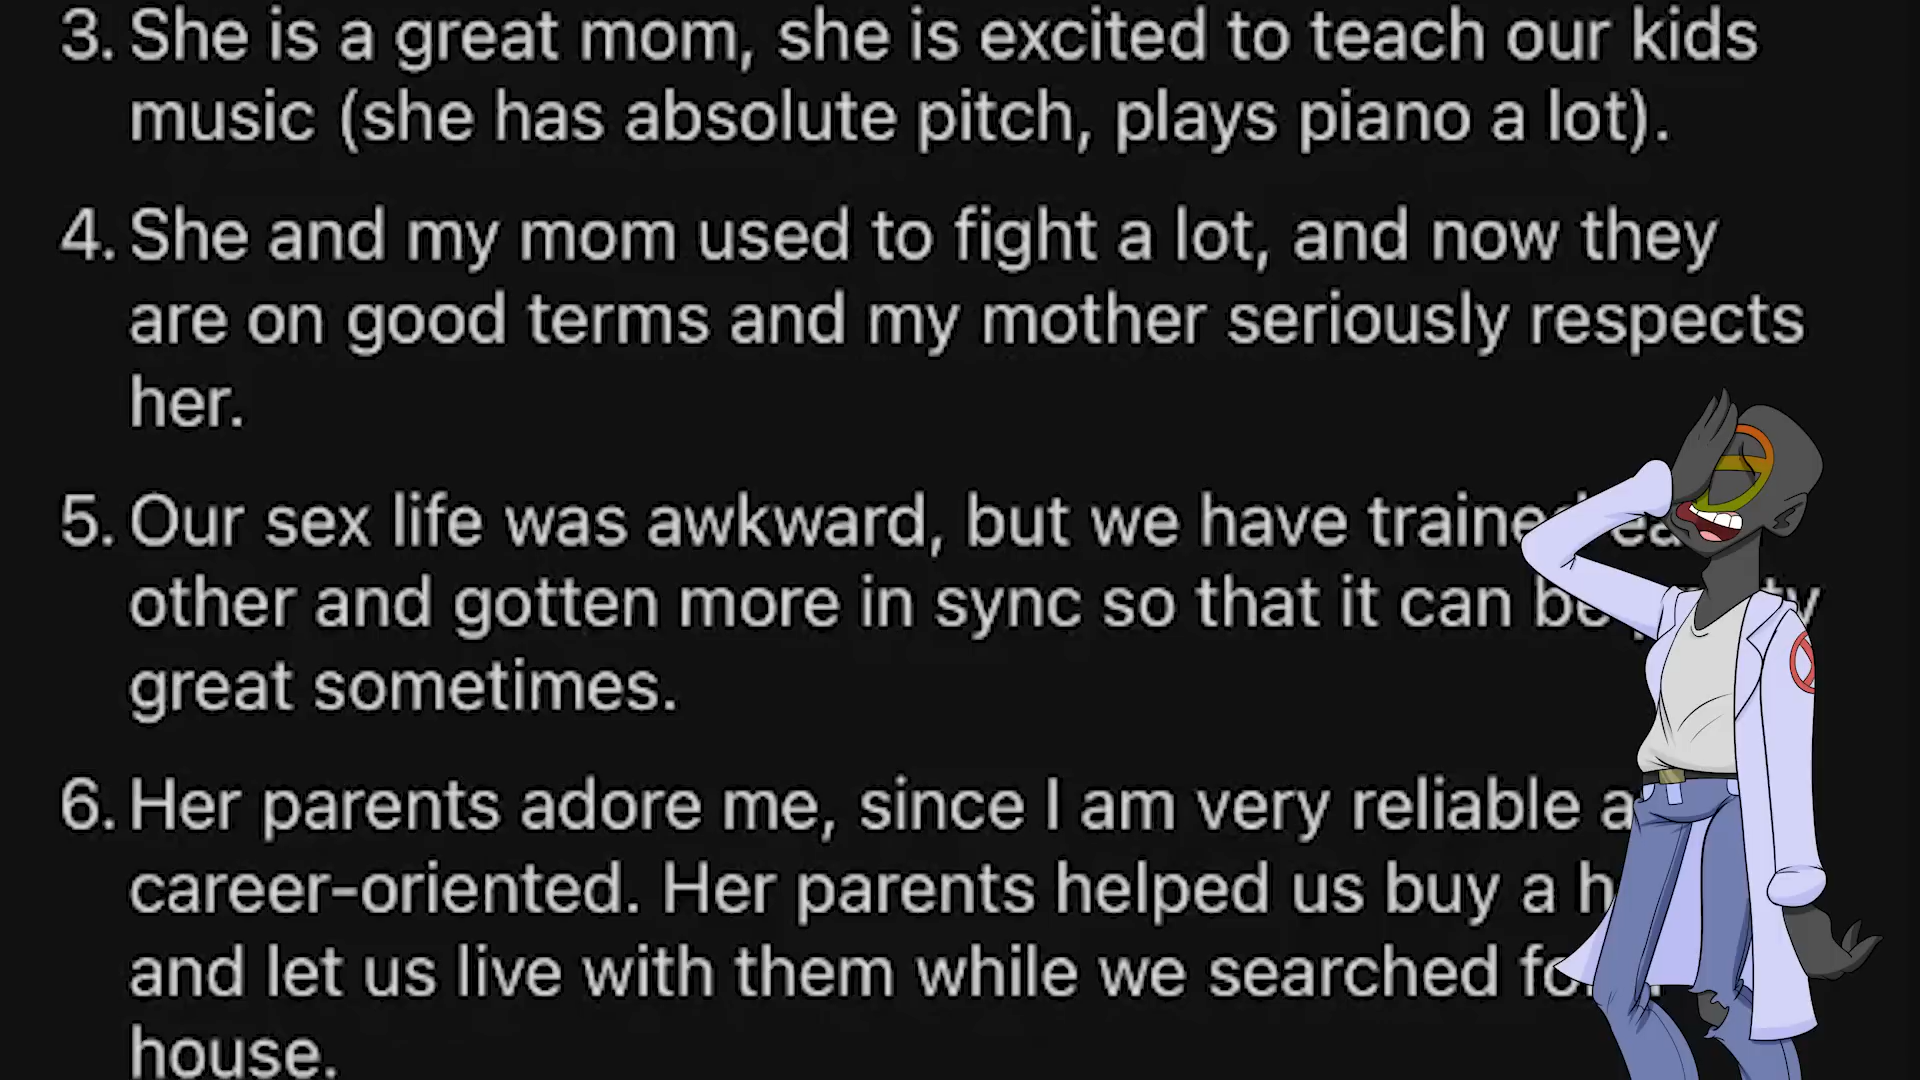 3. She is a great mom, she is excited to teach our kids
music (she has absolute pitch, plays piano a lot).
4. She and my mom used to fight a lot, and now they
are on good terms and my mother seriously respects
her.
5. Our sex life was awkward, but we have
other and gotten more in sync so that it can be
great sometimes.
6. Her parents adore me, since I am very reliable
career-oriented. Her parents helped us buy a
and let us live with them while we searched
house.